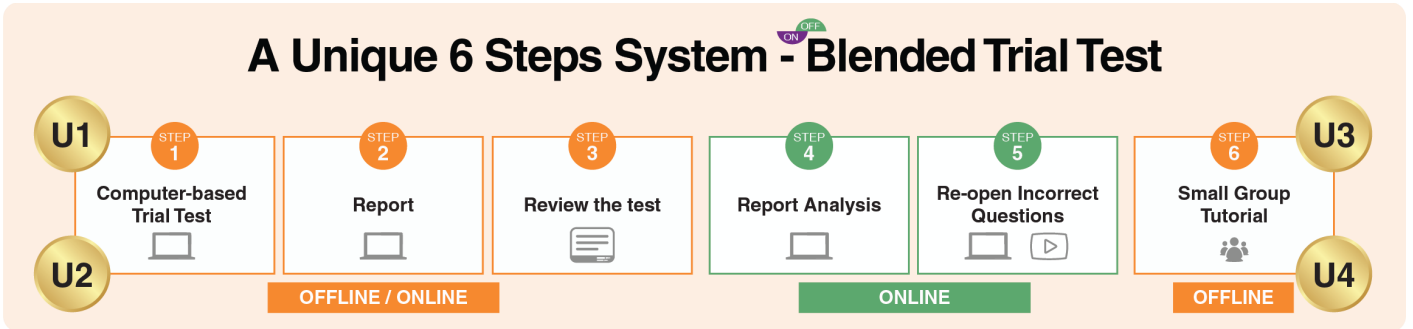 A Unique 6 Steps System - Blended Trial Test
ON
OFF
U1
U2
STEP
1
Computer-based
Trial Test
STEP
2
Report
STEP
3
Review the test
OFFLINE / ONLINE
STEP
4
Report Analysis
STEP
5
Re-open Incorrect
Questions
ONLINE
STEP
6
Small Group
Tutorial
OFFLINE
U3
U4